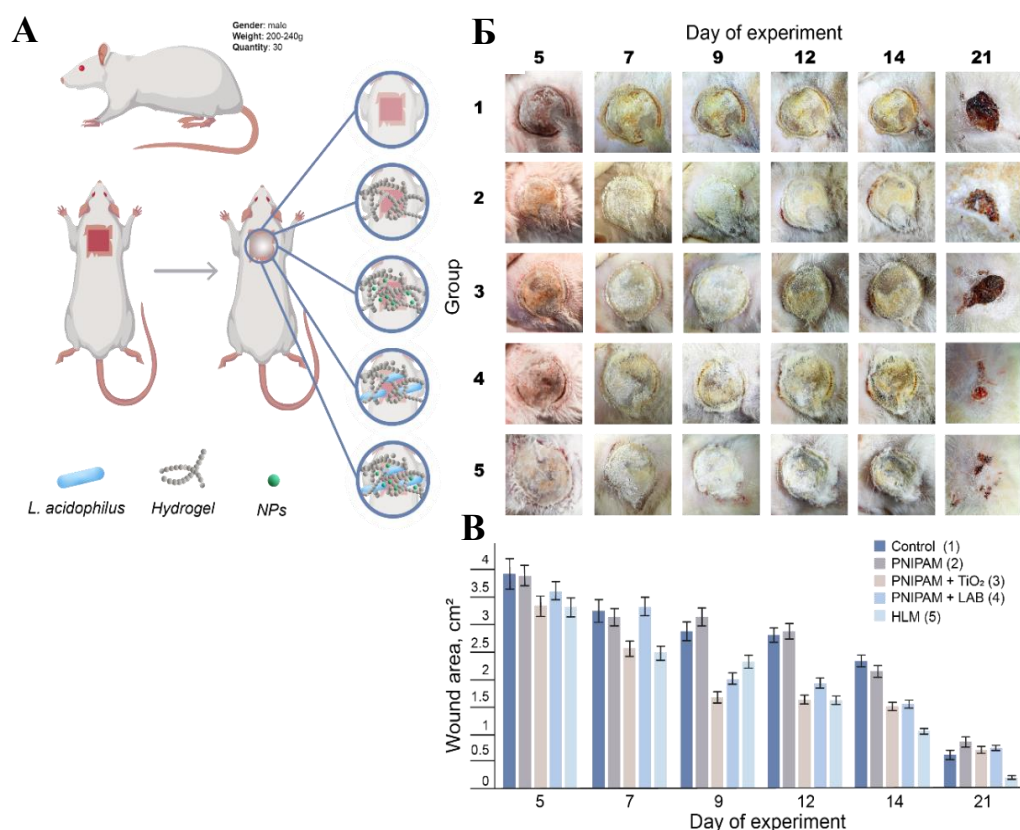 А
Gender: male
Weight: 200-240g
Quantity: 30
L. acidophilus
Hydrogel
NPs
Б
Day of experiment
5 7 9 12 14 21
Group
1
2
3
4
5
В
Control (1)
PNIPAM (2)
PNIPAM + TiO₂ (3)
PNIPAM + LAB (4)
HLM (5)
Wound area, cm²
4
3.5
3
2.5
2
1.5
1
0.5
0
5 7 9 12 14 21
Day of experiment